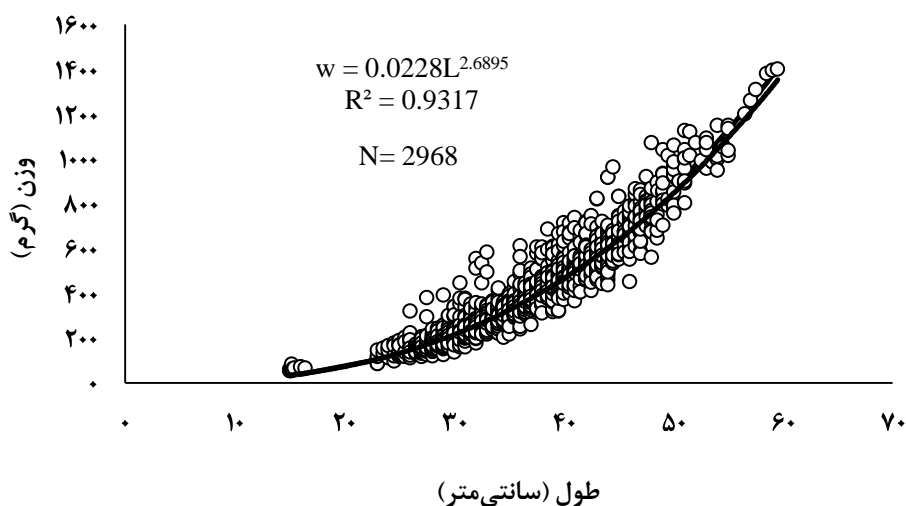 ۱۶۰۰
۱۴۰۰
۱۲۰۰
۱۰۰۰
۸۰۰
۶۰۰
۴۰۰
۲۰۰
۰
وزن (گرم)
w = 0.0228L^2.6895
R² = 0.9317
N= 2968
۰ ۱۰ ۲۰ ۳۰ ۴۰ ۵۰ ۶۰ ۷۰
طول (سانتی‌متر)